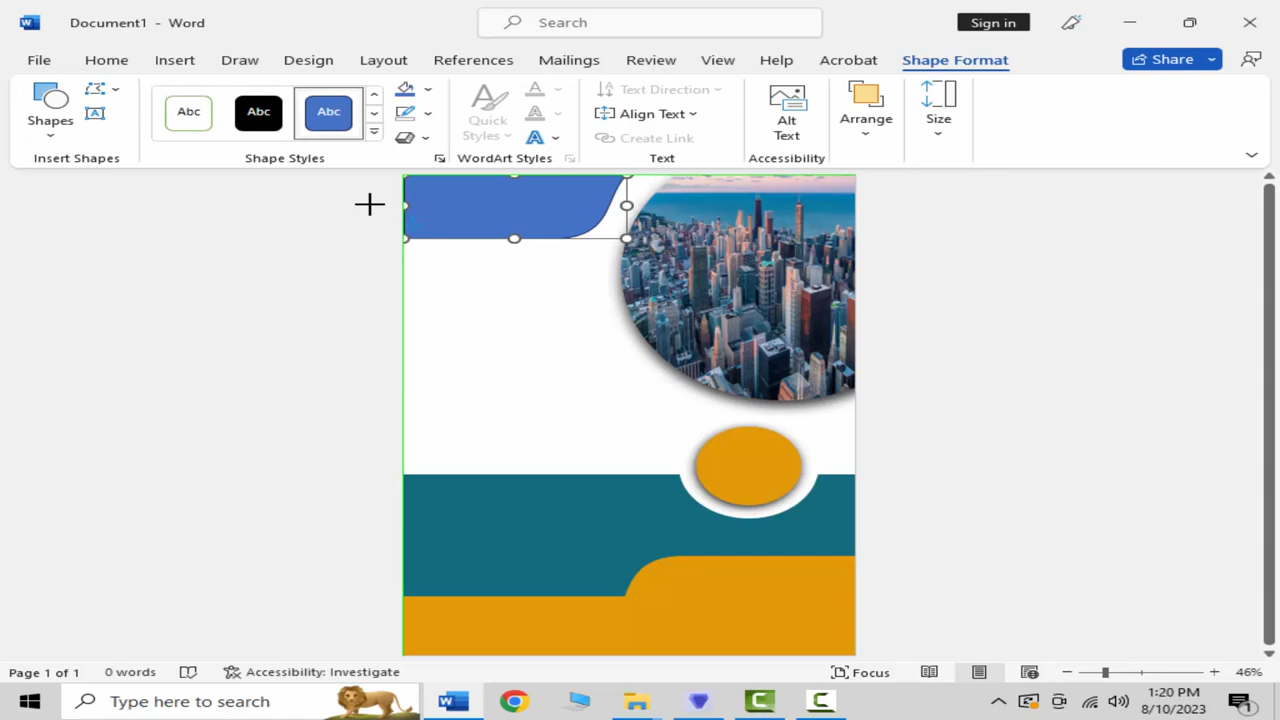 Document1 - Word
Search
Sign in
File Home Insert Draw Design Layout References Mailings Review View Help Acrobat Shape Format
Share
Shapes
Abc Abc Abc
Quick Styles
Text Direction
Align Text
Create Link
Alt Text
Arrange
Size
Insert Shapes
Shape Styles
WordArt Styles
Text
Accessibility
Page 1 of 1 0 words Accessibility: Investigate
Focus
46%
Type here to search
1:20 PM
8/10/2023
1